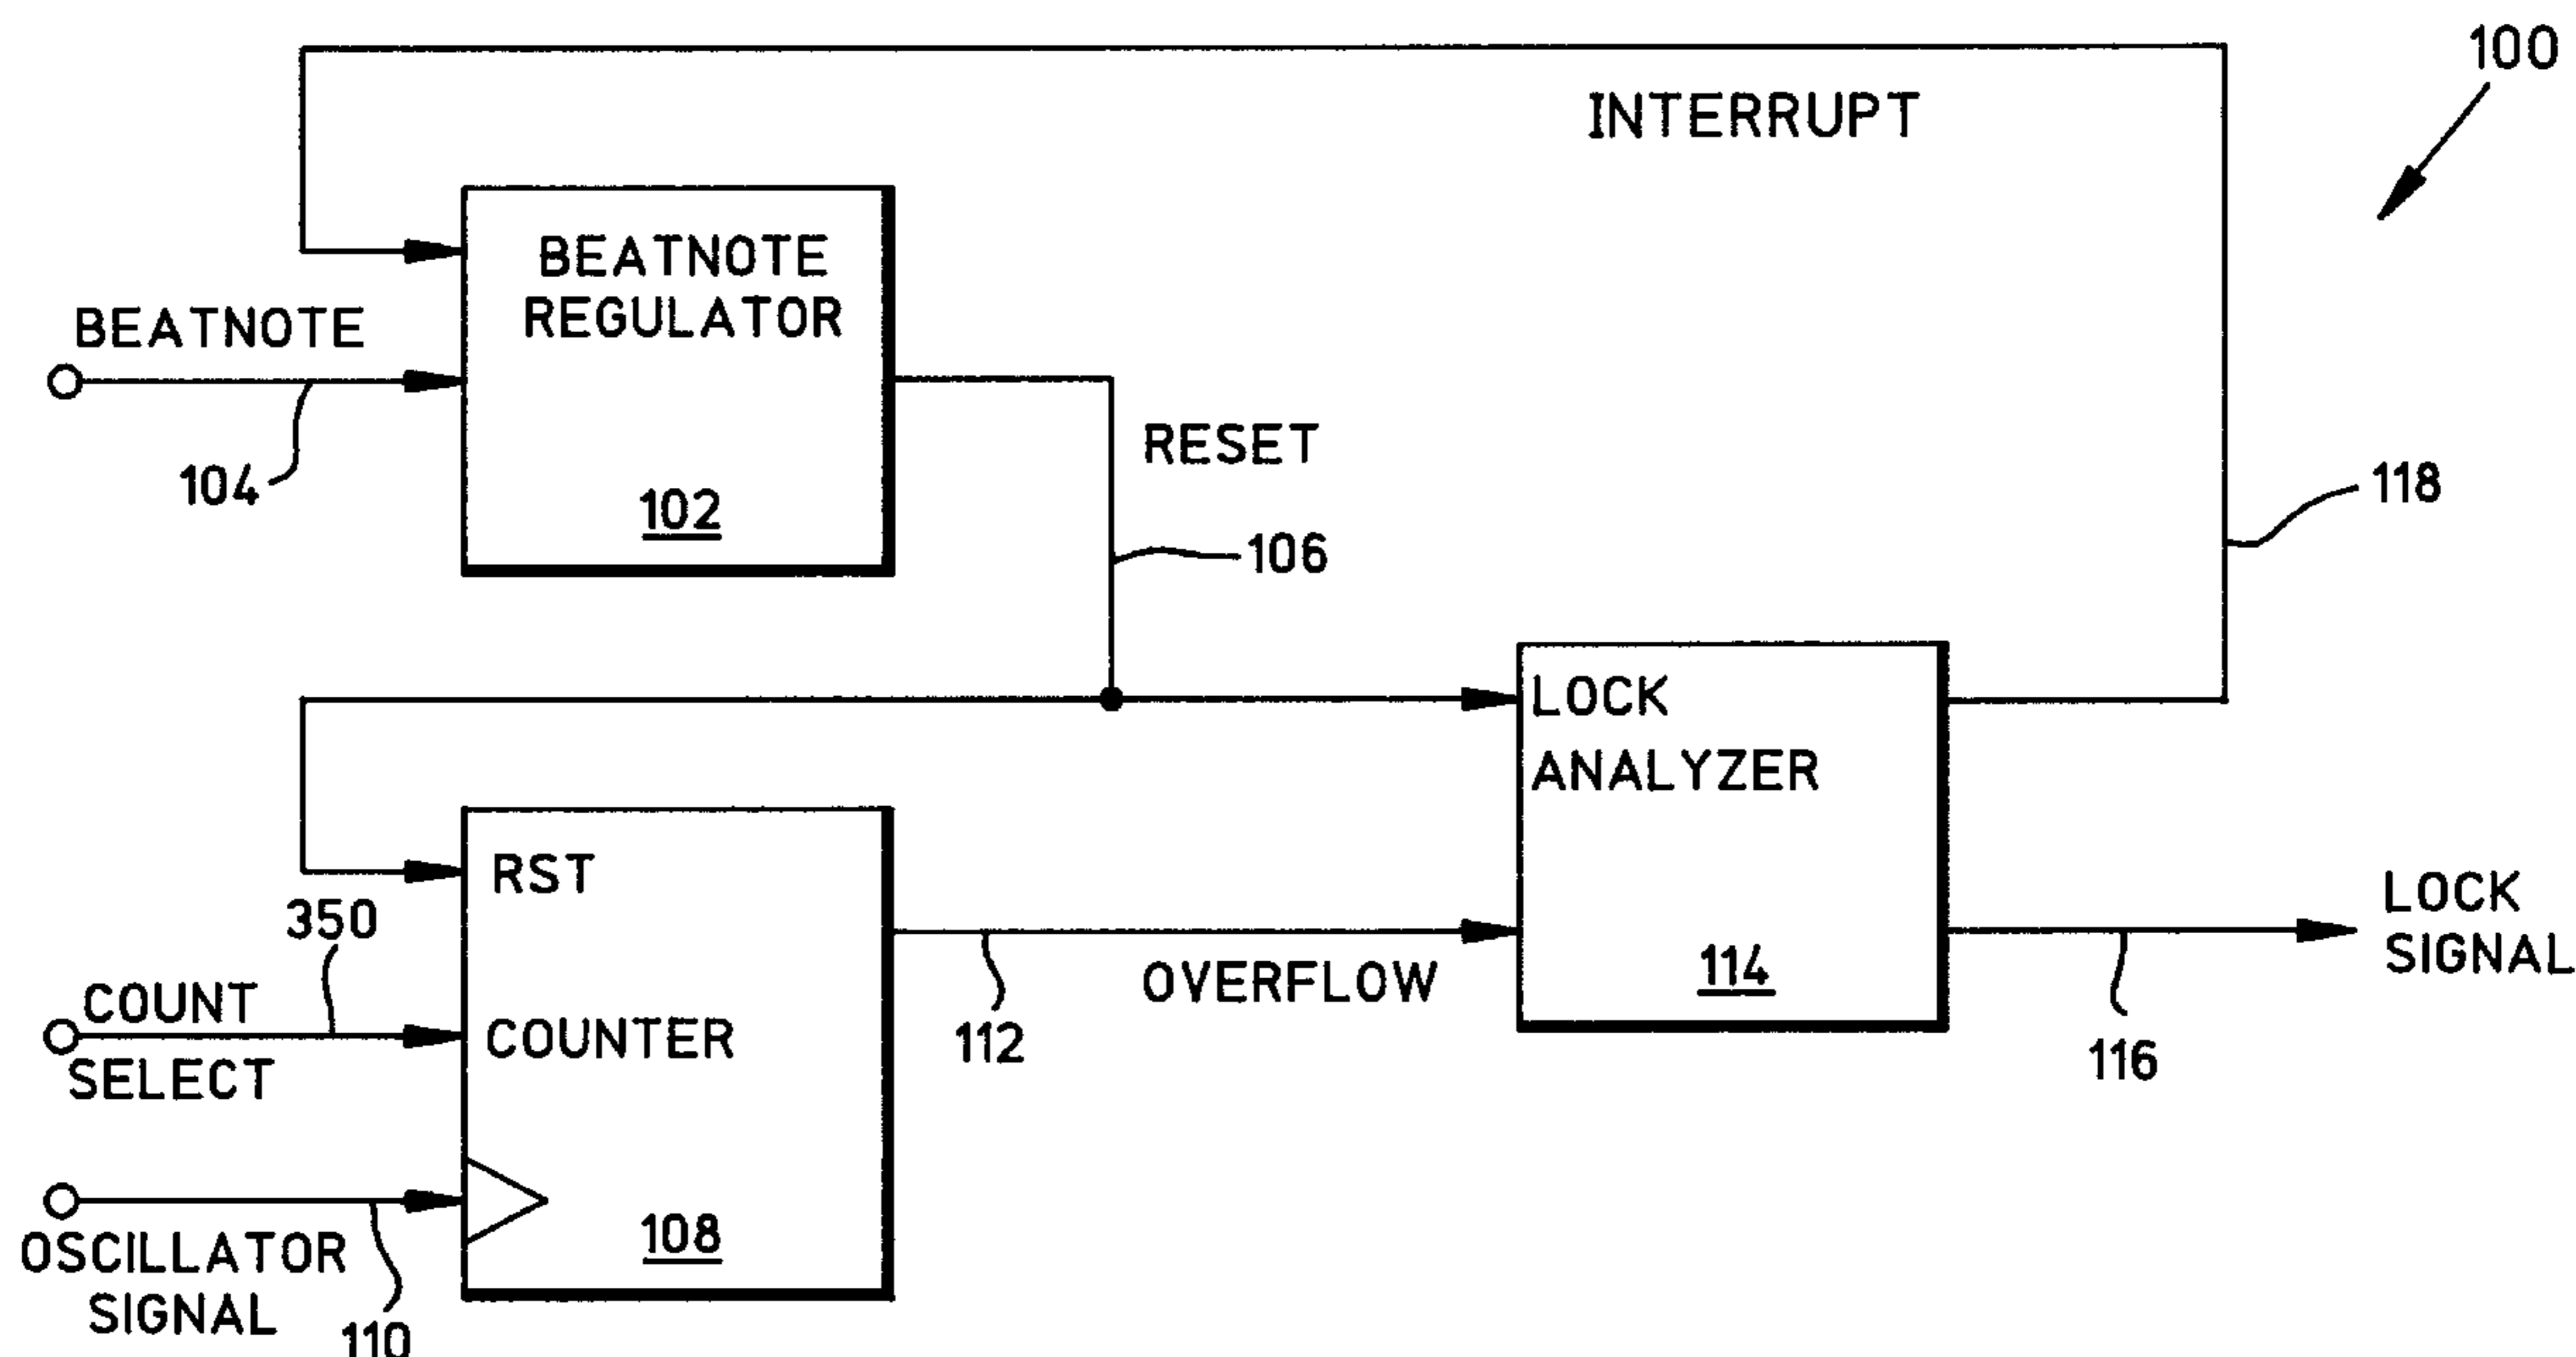 100
INTERRUPT
BEATNOTE
REGULATOR
BEATNOTE
RESET
118
104
102
106
LOCK
ANALYZER
RST
350
LOCK
SIGNAL
COUNT
SELECT
COUNTER
OVERFLOW
114
112
116
108
OSCILLATOR
SIGNAL
110